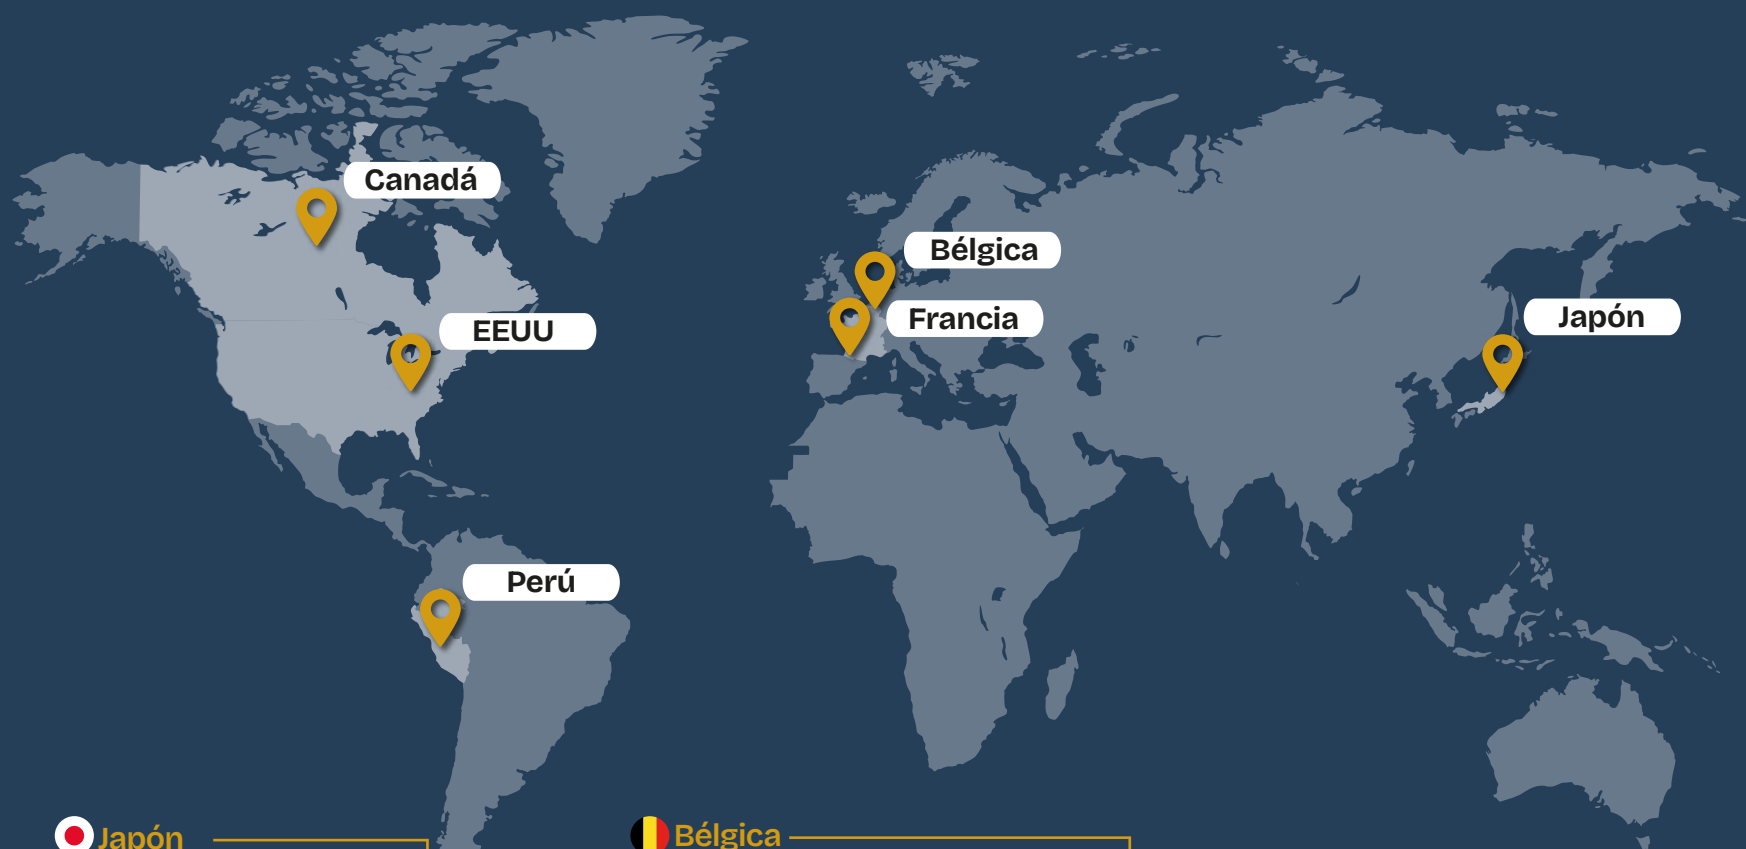 Canadá
Bélgica
Francia
Japón
EEUU
Perú
Japón
Bélgica